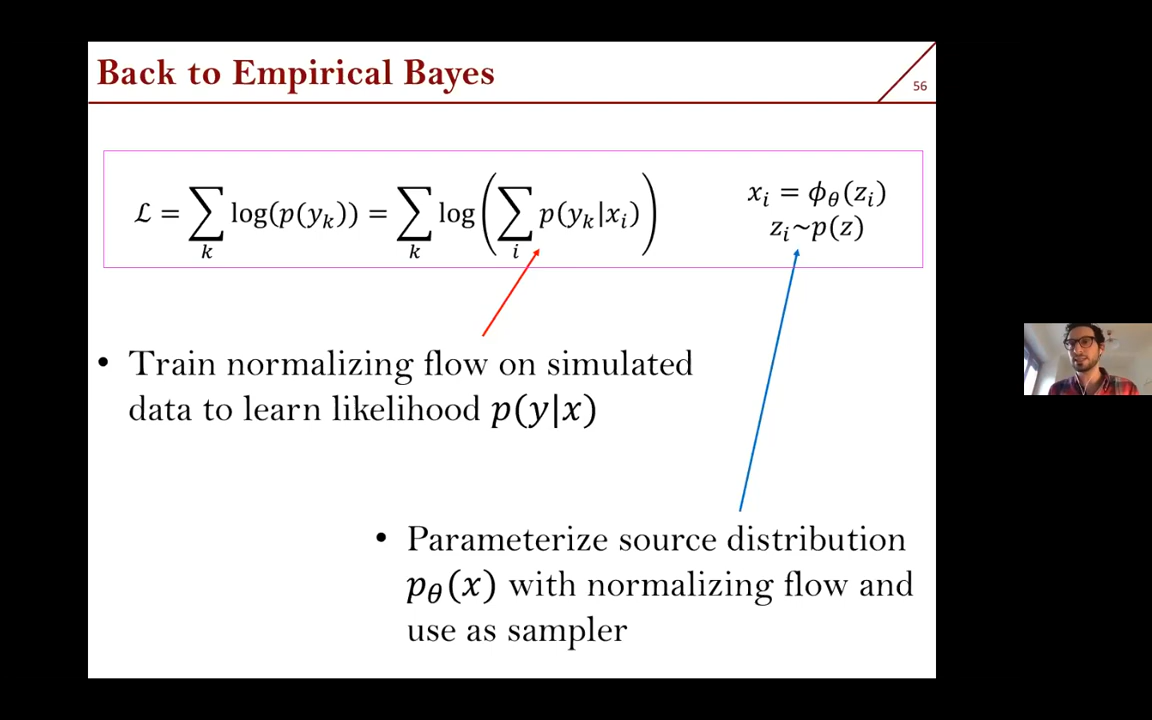 Back to Empirical Bayes
56
ℒ = ∑_k log(p(y_k)) = ∑_k log(∑_i p(y_k|x_i))
x_i = ϕ_θ(z_i)
z_i~p(z)
• Train normalizing flow on simulated
data to learn likelihood p(y|x)
• Parameterize source distribution
p_θ(x) with normalizing flow and
use as sampler